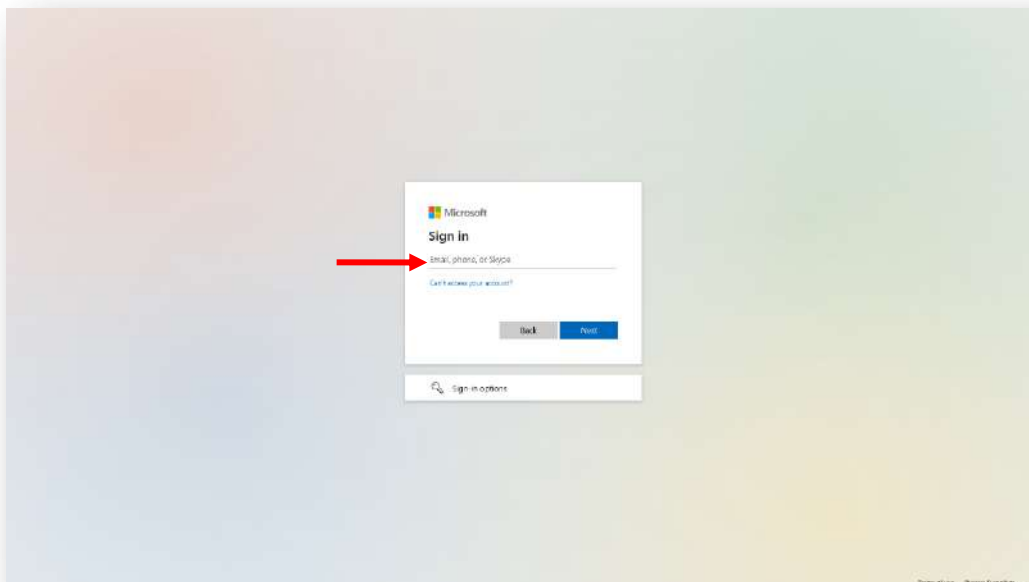 Microsoft
Sign in
Email, phone, or Skype
Can't access your account?
Back
Next
Sign-in options